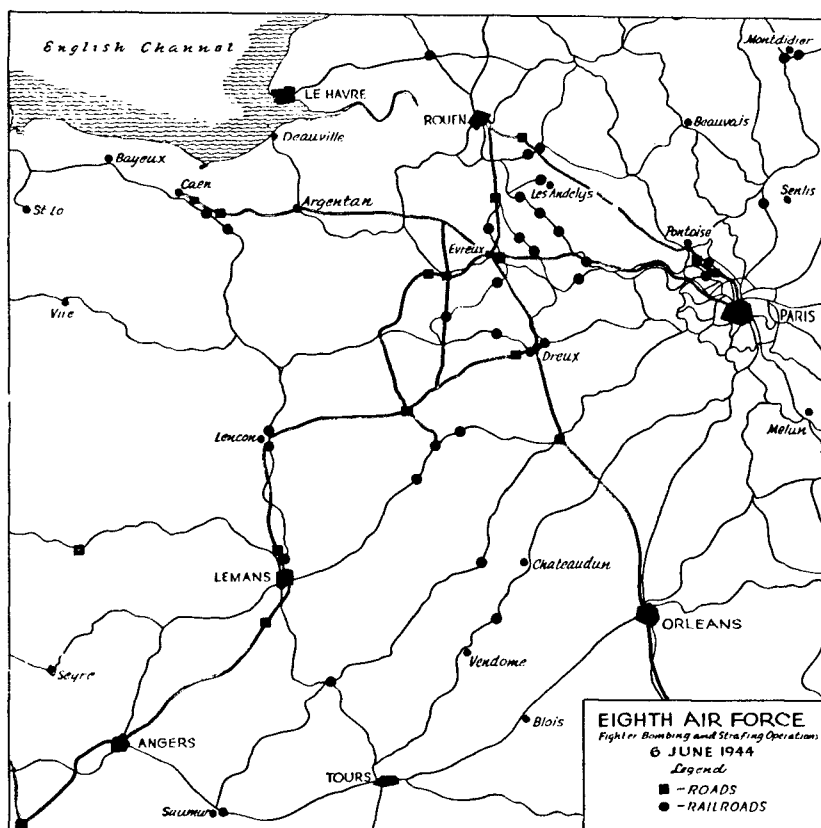 English Channel
Montdidier
LE HAVRE
ROUEN
Beauvais
Deauville
Bayeux
Caen
Les Andelys
Senlis
St Lo
Argentan
Pontoise
Evreux
Vire
PARIS
Dreux
Melun
Lencon
LEMANS
Chateaudun
ORLEANS
Seyre
Vendome
Blois
ANGERS
TOURS
Saumur
EIGHTH AIR FORCE
Fighter Bombing and Strafing Operations
6 JUNE 1944
Legend
- ROADS
- RAILROADS